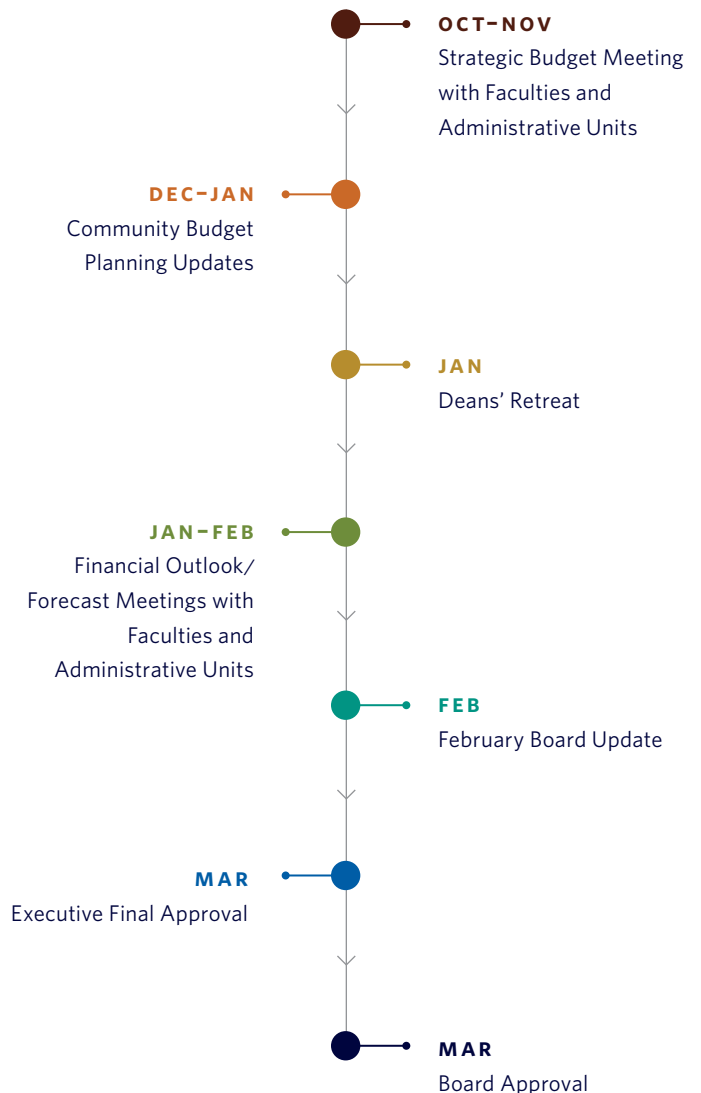 OCT–NOV
Strategic Budget Meeting
with Faculties and
Administrative Units
DEC–JAN
Community Budget
Planning Updates
JAN
Deans’ Retreat
JAN–FEB
Financial Outlook/
Forecast Meetings with
Faculties and
Administrative Units
FEB
February Board Update
MAR
Executive Final Approval
MAR
Board Approval